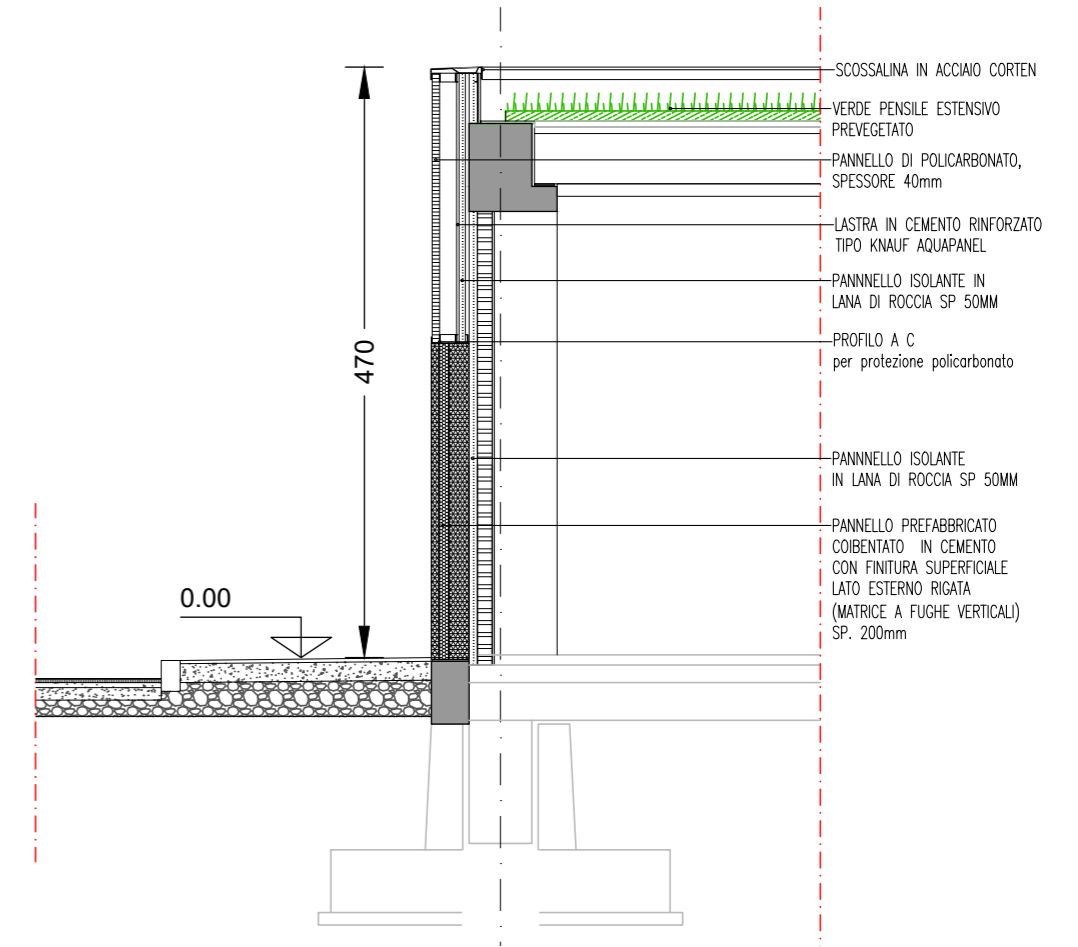 SCOSSALINA IN ACCIAIO CORTEN
VERDE PENSILE ESTENSIVO
PREVEGETATO
PANNELLO DI POLICARBONATO,
SPESSORE 40mm
LASTRA IN CEMENTO RINFORZATO
TIPO KNAUF AQUAPANEL
PANNNELLO ISOLANTE IN
LANA DI ROCCIA SP 50MM
PROFILO A C
per protezione policarbonato
470
PANNNELLO ISOLANTE
IN LANA DI ROCCIA SP 50MM
PANNELLO PREFABBRICATO
COIBENTATO IN CEMENTO
CON FINITURA SUPERFICIALE
LATO ESTERNO RIGATA
(MATRICE A FUGHE VERTICALI)
SP. 200mm
0.00